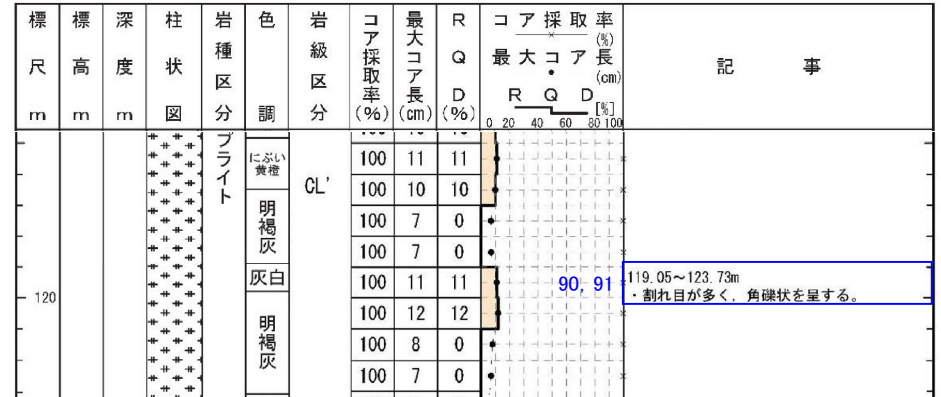 標尺m 標高m 深度m 柱状図 岩種区分 色調 岩級区分 コア採取率(%) 最大コア長(cm) RQD(%) コア採取率(%) 最大コア長(cm) RQD[%] 記事
0 20 40 60 80 100
プライト
にぶい黄橙
CL'
100 11 11
100 10 10
明褐灰
100 7 0
100 7 0
灰白
100 11 11
90, 91
119.05～123.73m
・割れ目が多く，角礫状を呈する。
120
明褐灰
100 12 12
100 8 0
100 7 0